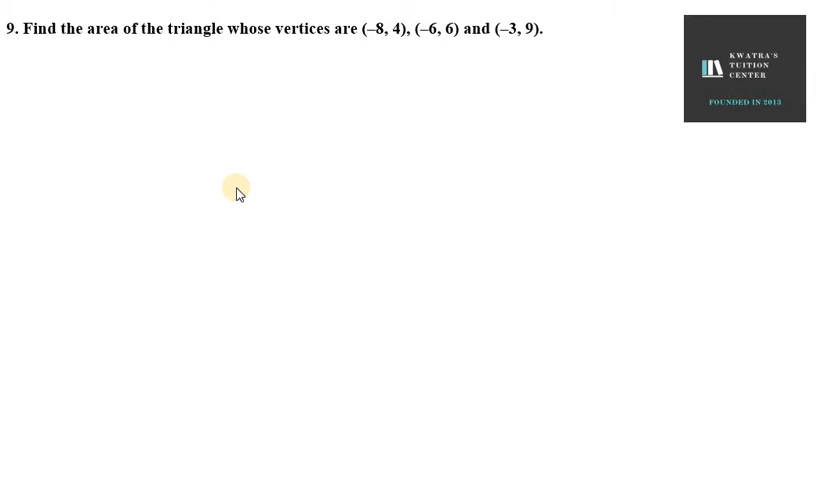 9. Find the area of the triangle whose vertices are (–8, 4), (–6, 6) and (–3, 9).
KWATRA'S
TUITION
CENTER
FOUNDED IN 2013